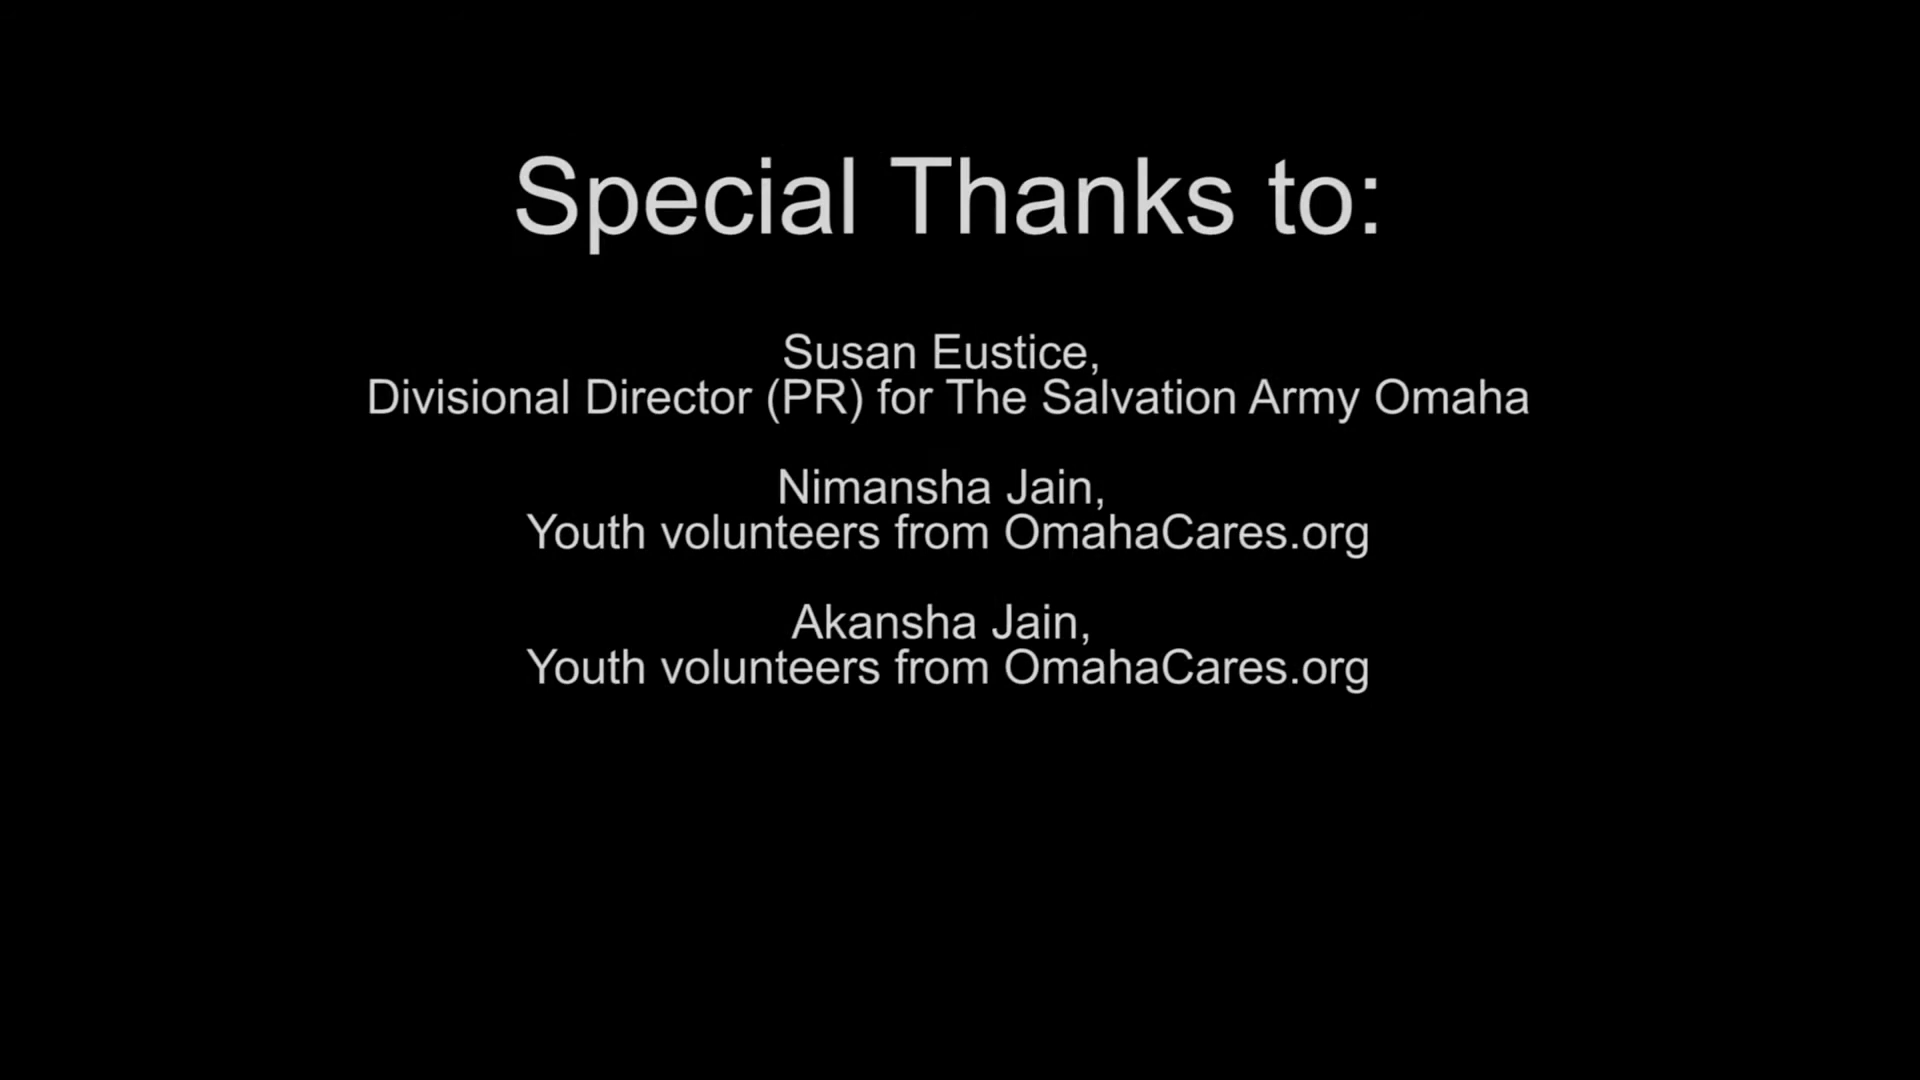 Special Thanks to:
Susan Eustice,
Divisional Director (PR) for The Salvation Army Omaha
Nimansha Jain,
Youth volunteers from OmahaCares.org
Akansha Jain,
Youth volunteers from OmahaCares.org